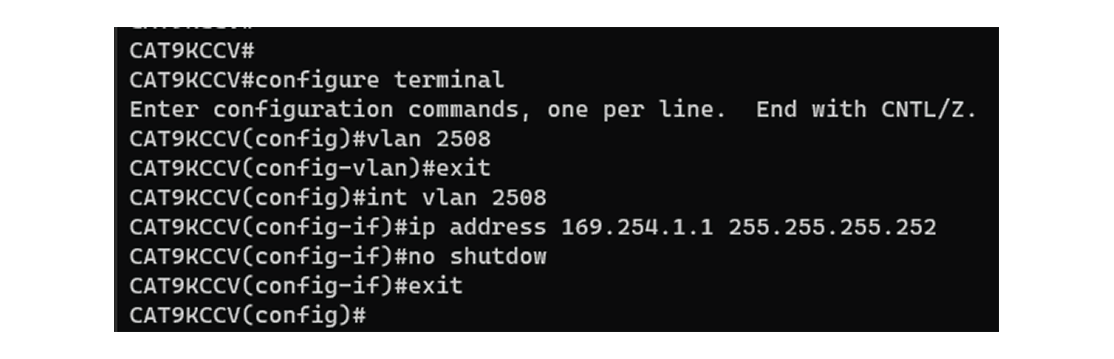 CAT9KCCV#
CAT9KCCV#configure terminal
Enter configuration commands, one per line.  End with CNTL/Z.
CAT9KCCV(config)#vlan 2508
CAT9KCCV(config-vlan)#exit
CAT9KCCV(config)#int vlan 2508
CAT9KCCV(config-if)#ip address 169.254.1.1 255.255.255.252
CAT9KCCV(config-if)#no shutdow
CAT9KCCV(config-if)#exit
CAT9KCCV(config)#